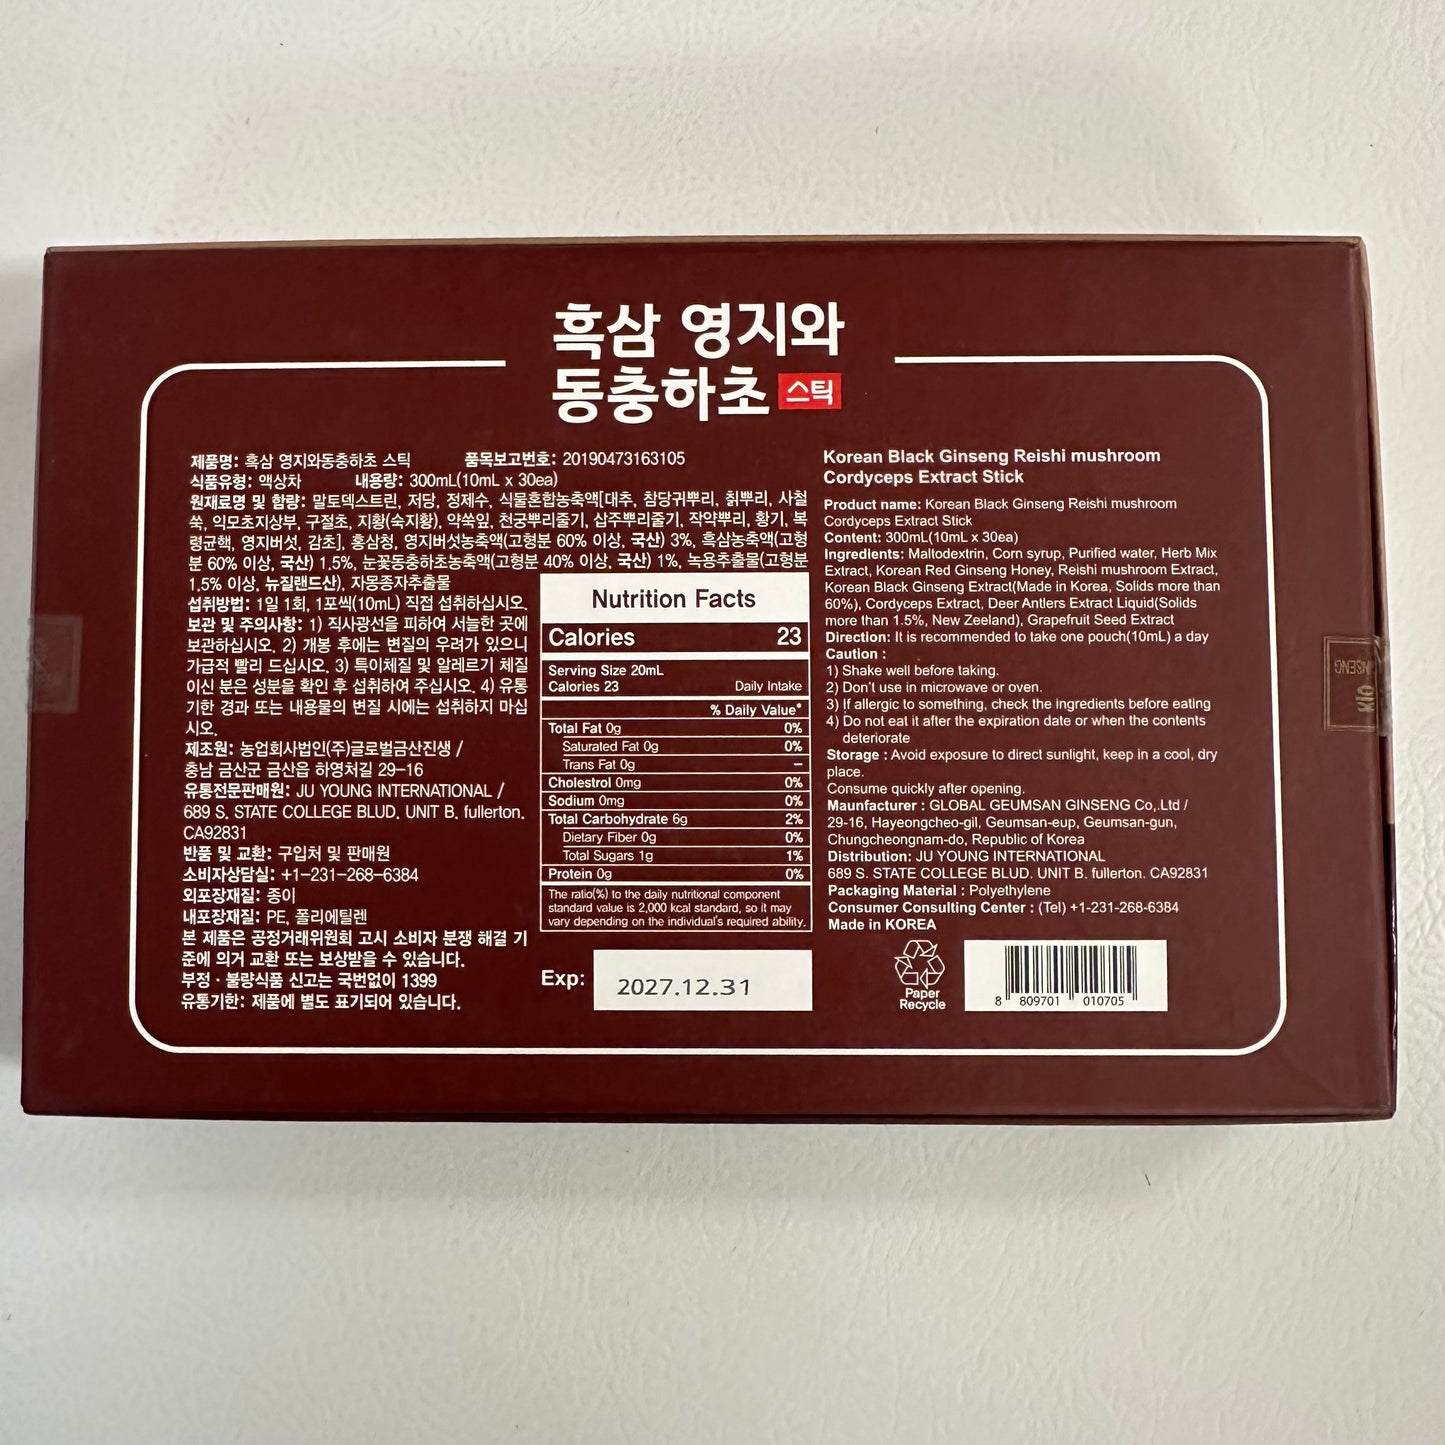 흑삼 영지와
동충하초 스틱
제품명: 흑삼 영지와동충하초 스틱 품목보고번호: 20190473163105
식품유형: 액상차 내용량: 300mL(10mL x 30ea)
원재료명 및 함량: 말토덱스트린, 저당, 정제수, 식물혼합농축액[대추, 참당귀뿌리, 칡뿌리, 사철
쑥, 익모초지상부, 구절초, 지황(숙지황), 약쑥잎, 천궁뿌리줄기, 삽주뿌리줄기, 작약뿌리, 황기, 복
령균핵, 영지버섯, 감초], 홍삼청, 영지버섯농축액(고형분 60% 이상, 국산) 3%, 흑삼농축액(고형
분 60% 이상, 국산) 1.5%, 눈꽃동충하초농축액(고형분 40% 이상, 국산) 1%, 녹용추출물(고형분
1.5% 이상, 뉴질랜드산), 자몽종자추출물
섭취방법: 1일 1회, 1포씩(10mL) 직접 섭취하십시오.
보관 및 주의사항: 1) 직사광선을 피하여 서늘한 곳에
보관하십시오. 2) 개봉 후에는 변질의 우려가 있으니
가급적 빨리 드십시오. 3) 특이체질 및 알레르기 체질
이신 분은 성분을 확인 후 섭취하여 주십시오. 4) 유통
기한 경과 또는 내용물의 변질 시에는 섭취하지 마십
시오.
제조원: 농업회사법인(주)글로벌금산진생 /
충남 금산군 금산읍 하영처길 29-16
유통전문판매원: JU YOUNG INTERNATIONAL /
689 S. STATE COLLEGE BLUD. UNIT B. fullerton.
CA92831
반품 및 교환: 구입처 및 판매원
소비자상담실: +1-231-268-6384
외포장재질: 종이
내포장재질: PE, 폴리에틸렌
본 제품은 공정거래위원회 고시 소비자 분쟁 해결 기
준에 의거 교환 또는 보상받을 수 있습니다.
부정·불량식품 신고는 국번없이 1399
유통기한: 제품에 별도 표기되어 있습니다.
Nutrition Facts
Calories 23
Serving Size 20mL
Calories 23 Daily Intake
% Daily Value*
Total Fat 0g 0%
Saturated Fat 0g 0%
Trans Fat 0g –
Cholestrol 0mg 0%
Sodium 0mg 0%
Total Carbohydrate 6g 2%
Dietary Fiber 0g 0%
Total Sugars 1g 1%
Protein 0g 0%
The ratio(%) to the daily nutritional component
standard value is 2,000 kcal standard, so it may
vary depending on the individual's required ability.
Exp: 2027.12.31
Korean Black Ginseng Reishi mushroom
Cordyceps Extract Stick
Product name: Korean Black Ginseng Reishi mushroom
Cordyceps Extract Stick
Content: 300mL(10mL x 30ea)
Ingredients: Maltodextrin, Corn syrup, Purified water, Herb Mix
Extract, Korean Red Ginseng Honey, Reishi mushroom Extract,
Korean Black Ginseng Extract(Made in Korea, Solids more than
60%), Cordyceps Extract, Deer Antlers Extract Liquid(Solids
more than 1.5%, New Zeeland), Grapefruit Seed Extract
Direction: It is recommended to take one pouch(10mL) a day
Caution :
1) Shake well before taking.
2) Don't use in microwave or oven.
3) If allergic to something, check the ingredients before eating
4) Do not eat it after the expiration date or when the contents
deteriorate
Storage : Avoid exposure to direct sunlight, keep in a cool, dry
place.
Consume quickly after opening.
Maunfacturer : GLOBAL GEUMSAN GINSENG Co,.Ltd /
29-16, Hayeongcheo-gil, Geumsan-eup, Geumsan-gun,
Chungcheongnam-do, Republic of Korea
Distribution: JU YOUNG INTERNATIONAL
689 S. STATE COLLEGE BLUD. UNIT B. fullerton. CA92831
Packaging Material : Polyethylene
Consumer Consulting Center : (Tel) +1-231-268-6384
Made in KOREA
Paper
Recycle
8 809701 010705
NSENG